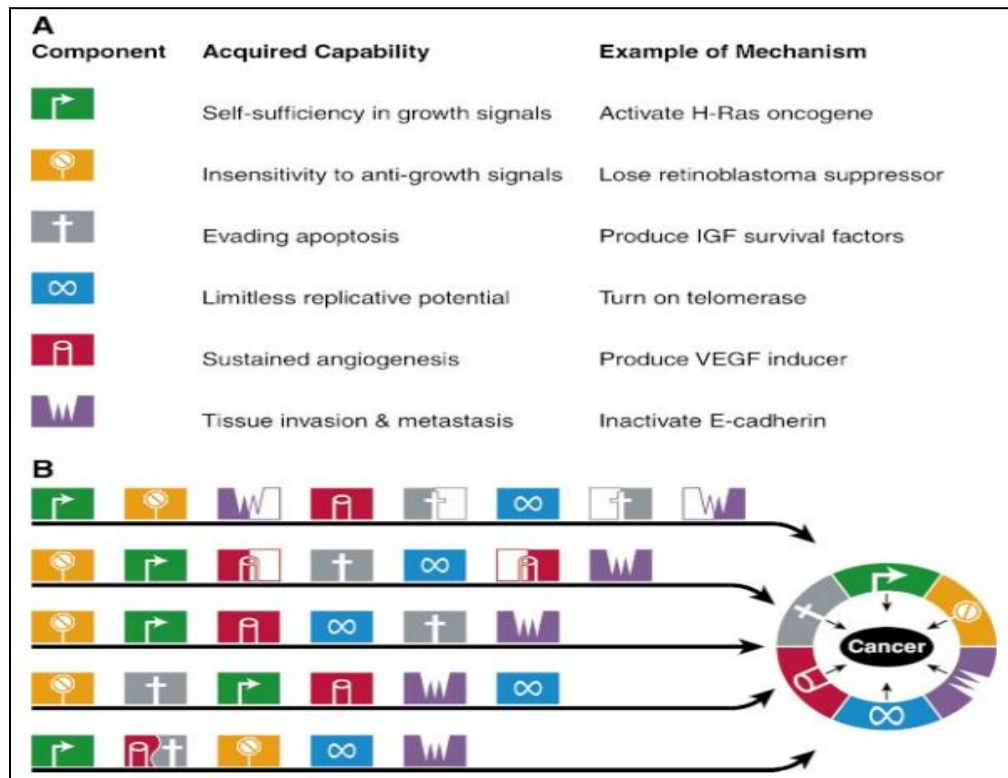 A
Component Acquired Capability Example of Mechanism
Self-sufficiency in growth signals Activate H-Ras oncogene
Insensitivity to anti-growth signals Lose retinoblastoma suppressor
Evading apoptosis Produce IGF survival factors
∞ Limitless replicative potential Turn on telomerase
Sustained angiogenesis Produce VEGF inducer
Tissue invasion & metastasis Inactivate E-cadherin
B
Cancer